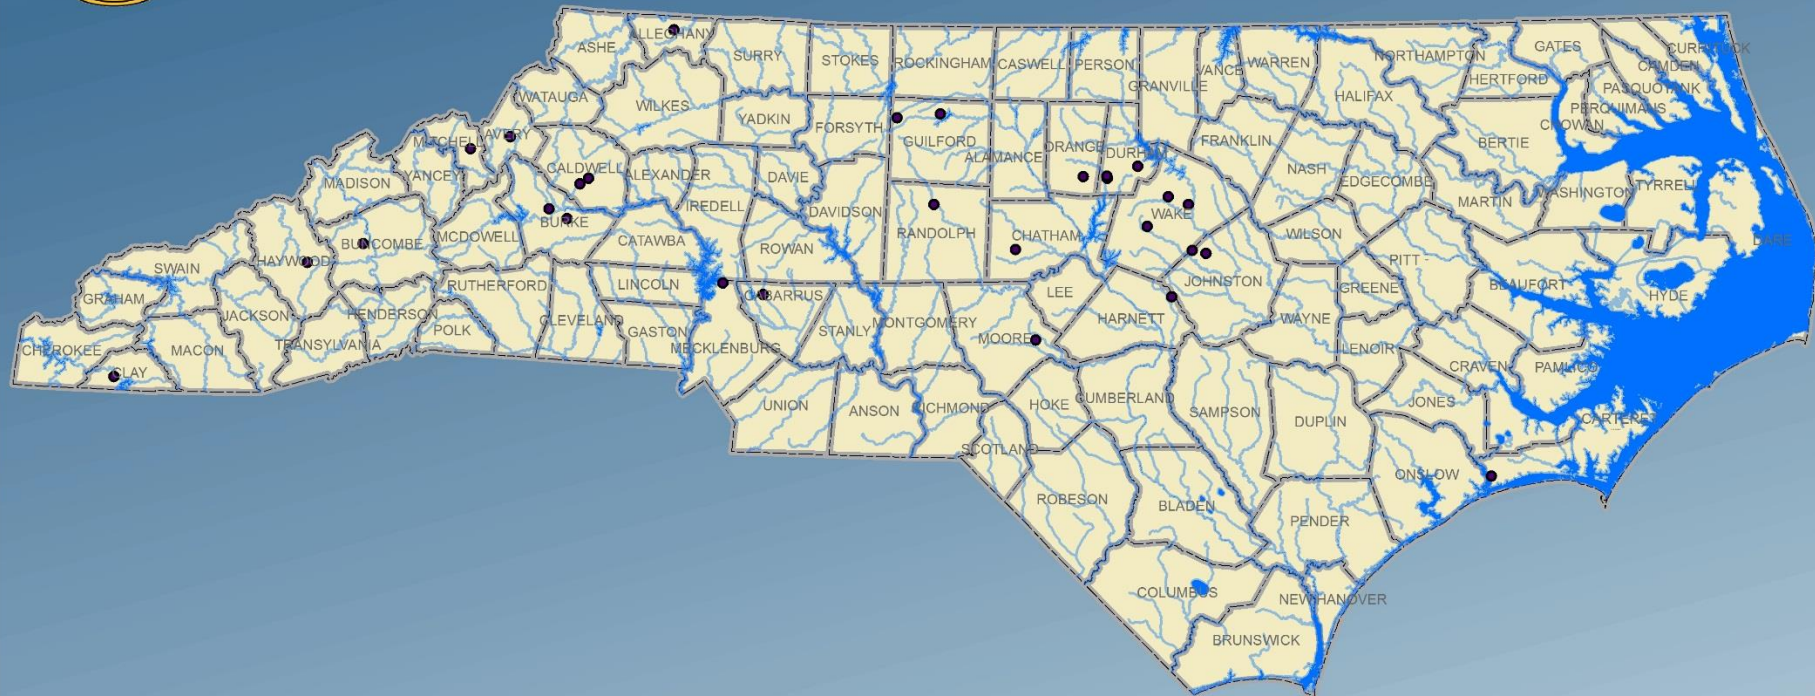 ALLEGHANY
ASHE
SURRY
STOKES
ROCKINGHAM
CASWELL
PERSON
GRANVILLE
VANCE
WARREN
NORTHAMPTON
GATES
CURRITUCK
CAMDEN
HERTFORD
PASQUOTANK
PERQUIMANS
CHOWAN
HALIFAX
WATAUGA
WILKES
YADKIN
FORSYTH
GUILFORD
ALAMANCE
ORANGE
DURHAM
FRANKLIN
NASH
EDGECOMBE
BERTIE
MITCHELL
AVERY
CALDWELL
ALEXANDER
DAVIE
IREDELL
DAVIDSON
RANDOLPH
CHATHAM
WAKE
WILSON
MARTIN
WASHINGTON
TYRRELL
DARE
MADISON
YANCEY
BURKE
MCDOWELL
CATAWBA
ROWAN
BUNCOMBE
HAYWOOD
SWAIN
GRAHAM
JACKSON
HENDERSON
RUTHERFORD
LINCOLN
CABARRUS
LEE
JOHNSTON
GREENE
PITT
BEAUFORT
HYDE
CHEROKEE
CLAY
MACON
TRANSYLVANIA
POLK
CLEVELAND
GASTON
MECKLENBURG
STANLY
MONTGOMERY
MOORE
HARNETT
WAYNE
LENOIR
CRAVEN
PAMLICO
UNION
ANSON
RICHMOND
HOKE
CUMBERLAND
SAMPSON
DUPLIN
JONES
CARTERET
SCOTLAND
ROBESON
BLADEN
PENDER
ONSLOW
COLUMBUS
NEW HANOVER
BRUNSWICK